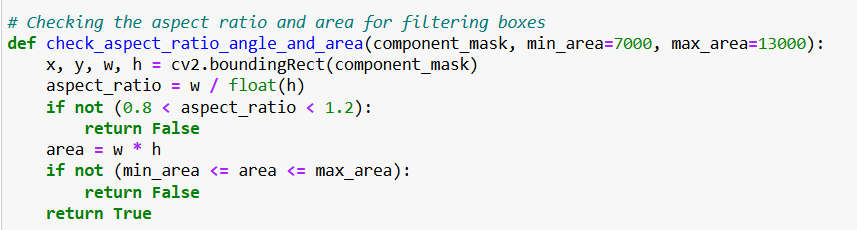 # Checking the aspect ratio and area for filtering boxes
def check_aspect_ratio_angle_and_area(component_mask, min_area=7000, max_area=13000):
    x, y, w, h = cv2.boundingRect(component_mask)
    aspect_ratio = w / float(h)
    if not (0.8 < aspect_ratio < 1.2):
        return False
    area = w * h
    if not (min_area <= area <= max_area):
        return False
    return True